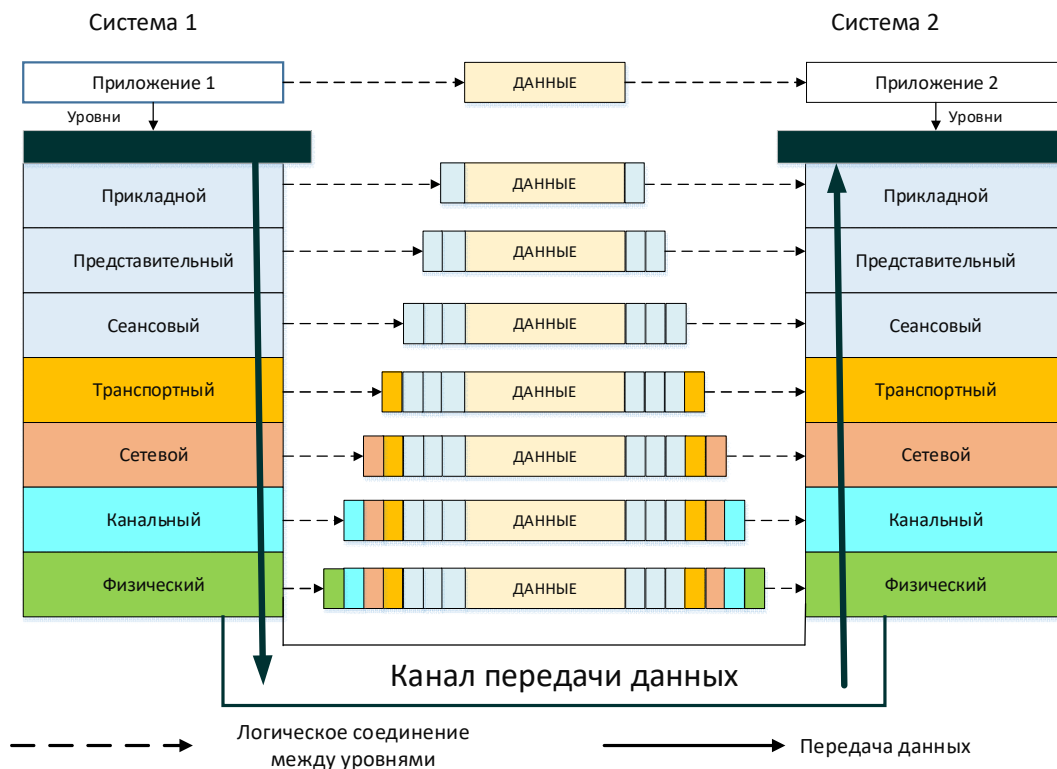 Система 1
Система 2
Приложение 1
ДАННЫЕ
Приложение 2
Уровни
Уровни
Прикладной
ДАННЫЕ
Прикладной
Представительный
ДАННЫЕ
Представительный
Сеансовый
ДАННЫЕ
Сеансовый
Транспортный
ДАННЫЕ
Транспортный
Сетевой
ДАННЫЕ
Сетевой
Канальный
ДАННЫЕ
Канальный
Физический
ДАННЫЕ
Физический
Канал передачи данных
Логическое соединение
между уровнями
Передача данных